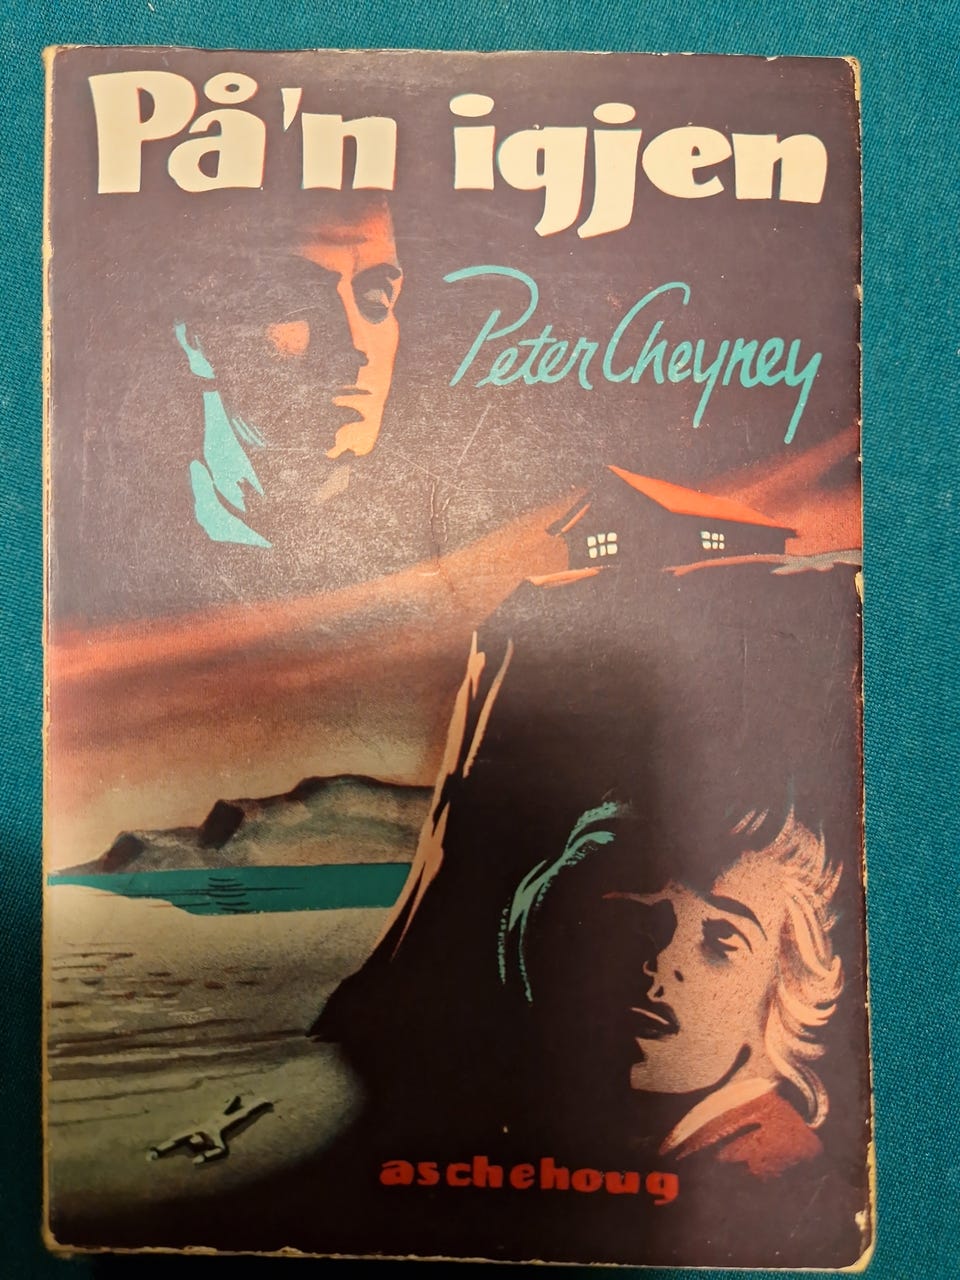 På'n igjen
Peter Cheyney
aschehoug